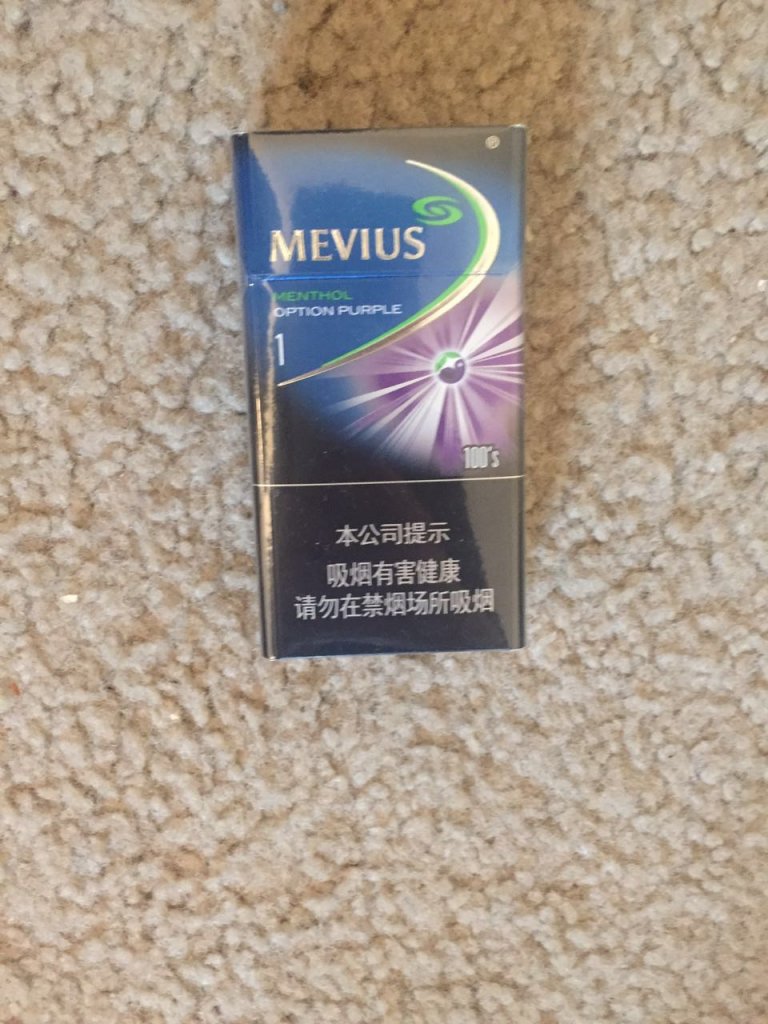 ®
MEVIUS
MENTHOL
OPTION PURPLE
1
100's
本公司提示
吸烟有害健康
请勿在禁烟场所吸烟